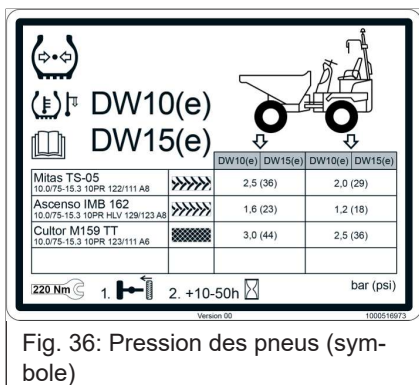 DW10(e)
DW15(e)
DW10(e) DW15(e) DW10(e) DW15(e)
Mitas TS-05
10.0/75-15.3 10PR 122/111 A8
2,5 (36) 2,0 (29)
Ascenso IMB 162
10.0/75-15.3 10PR HLV 129/123 A8
1,6 (23) 1,2 (18)
Cultor M159 TT
10.0/75-15.3 10PR 123/111 A6
3,0 (44) 2,5 (36)
220 Nm 1. 2. +10-50h bar (psi)
Version 00 1000516973
Fig. 36: Pression des pneus (sym-
bole)